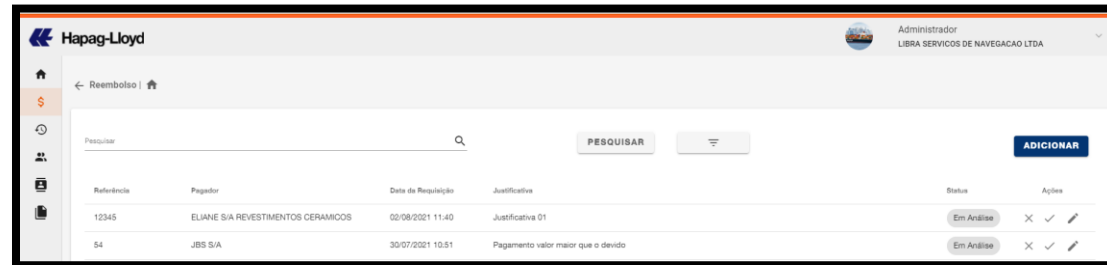 Hapag-Lloyd
Administrador
LIBRA SERVICOS DE NAVEGACAO LTDA
Reembolso |
Pesquisar
PESQUISAR
ADICIONAR
Referência Pagador Data da Requisição Justificativa Status Ações
12345 ELIANE S/A REVESTIMENTOS CERAMICOS 02/08/2021 11:40 Justificativa 01 Em Análise
54 JBS S/A 30/07/2021 10:51 Pagamento valor maior que o devido Em Análise